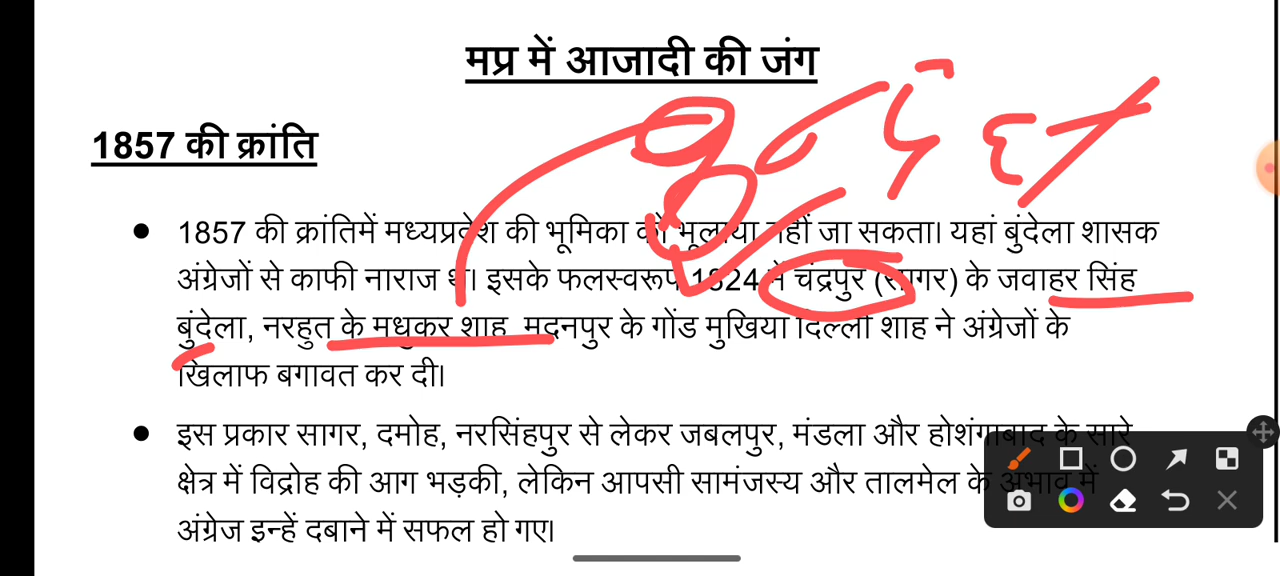 मप्र में आजादी की जंग
1857 की क्रांति
1857 की क्रांतिमें मध्यप्रदेश की भूमिका को भूलाया नहीं जा सकता। यहां बुंदेला शासक
अंग्रेजों से काफी नाराज थे। इसके फलस्वरूप 1824 में चंद्रपुर (सागर) के जवाहर सिंह
बुंदेला, नरहुत के मधुकर शाह मदनपुर के गोंड मुखिया दिल्ली शाह ने अंग्रेजों के
खिलाफ बगावत कर दी।
इस प्रकार सागर, दमोह, नरसिंहपुर से लेकर जबलपुर, मंडला और होशंगाबाद के सारे
क्षेत्र में विद्रोह की आग भड़की, लेकिन आपसी सामंजस्य और तालमेल के अभाव में
अंग्रेज इन्हें दबाने में सफल हो गए।